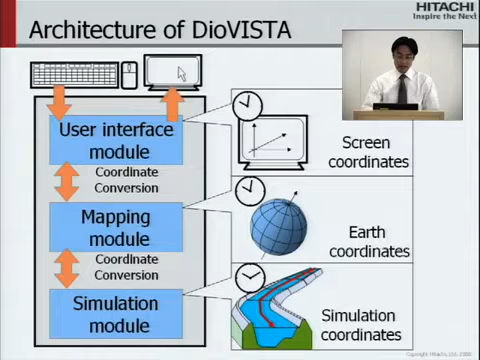 Architecture of DioVISTA
HITACHI
Inspire the Next
User interface
module
Screen
coordinates
Coordinate
Conversion
Mapping
module
Earth
coordinates
Coordinate
Conversion
Simulation
module
Simulation
coordinates